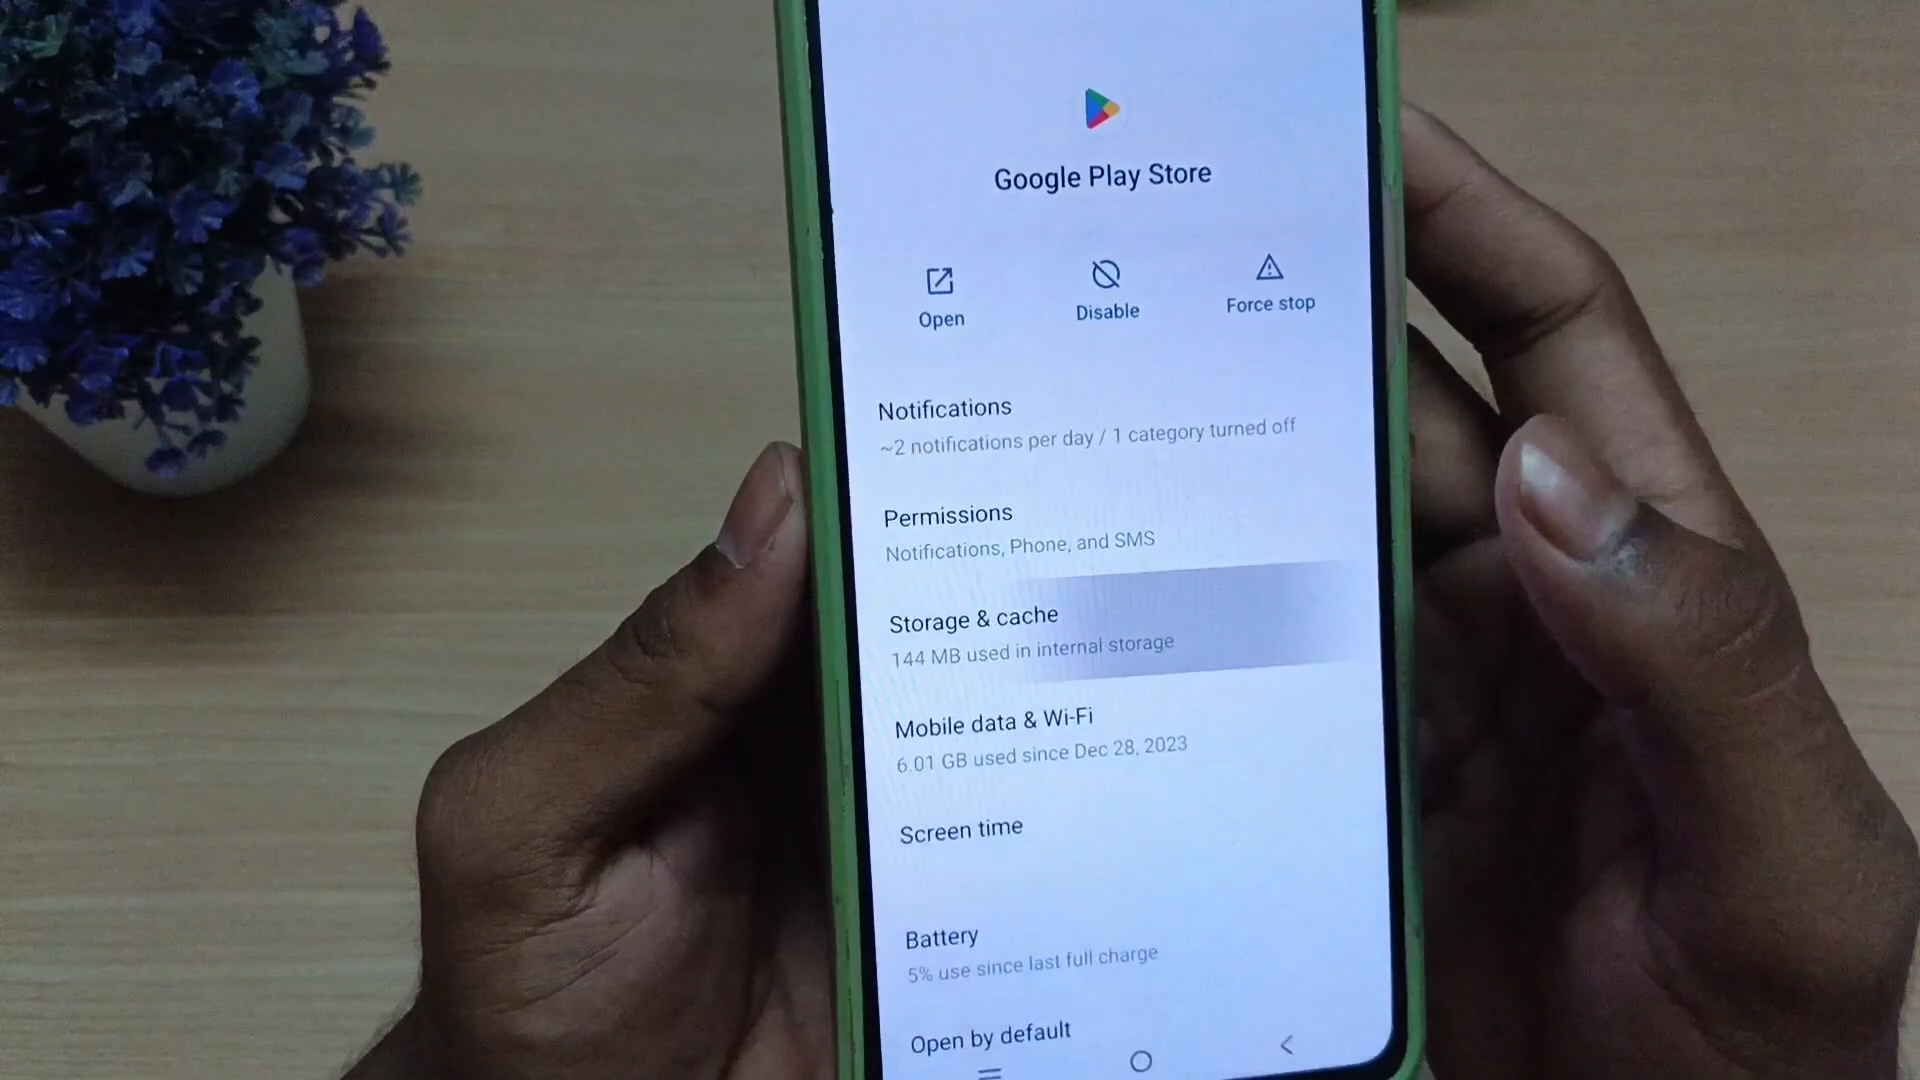 Google Play Store
Open
Disable
Force stop
Notifications
~2 notifications per day / 1 category turned off
Permissions
Notifications, Phone, and SMS
Storage & cache
144 MB used in internal storage
Mobile data & Wi-Fi
6.01 GB used since Dec 28, 2023
Screen time
Battery
5% use since last full charge
Open by default